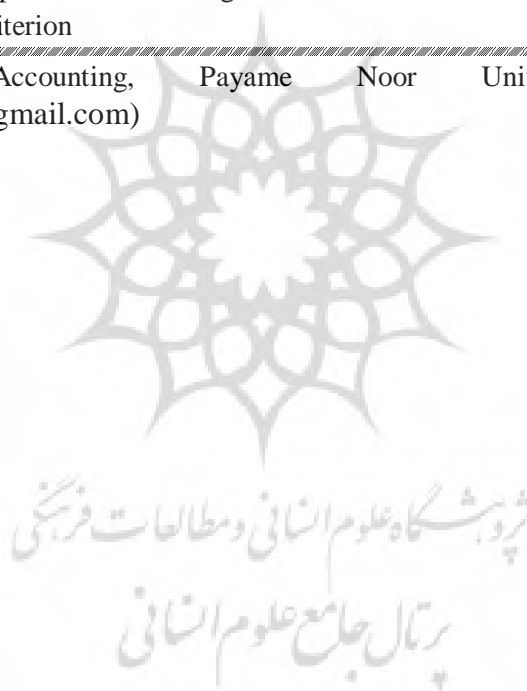 iterion
Accounting, Payame Noor Uni
gmail.com)
پژوهشگاه علوم انسانی و مطالعات فرهنگی
پرتال جامع علوم انسانی